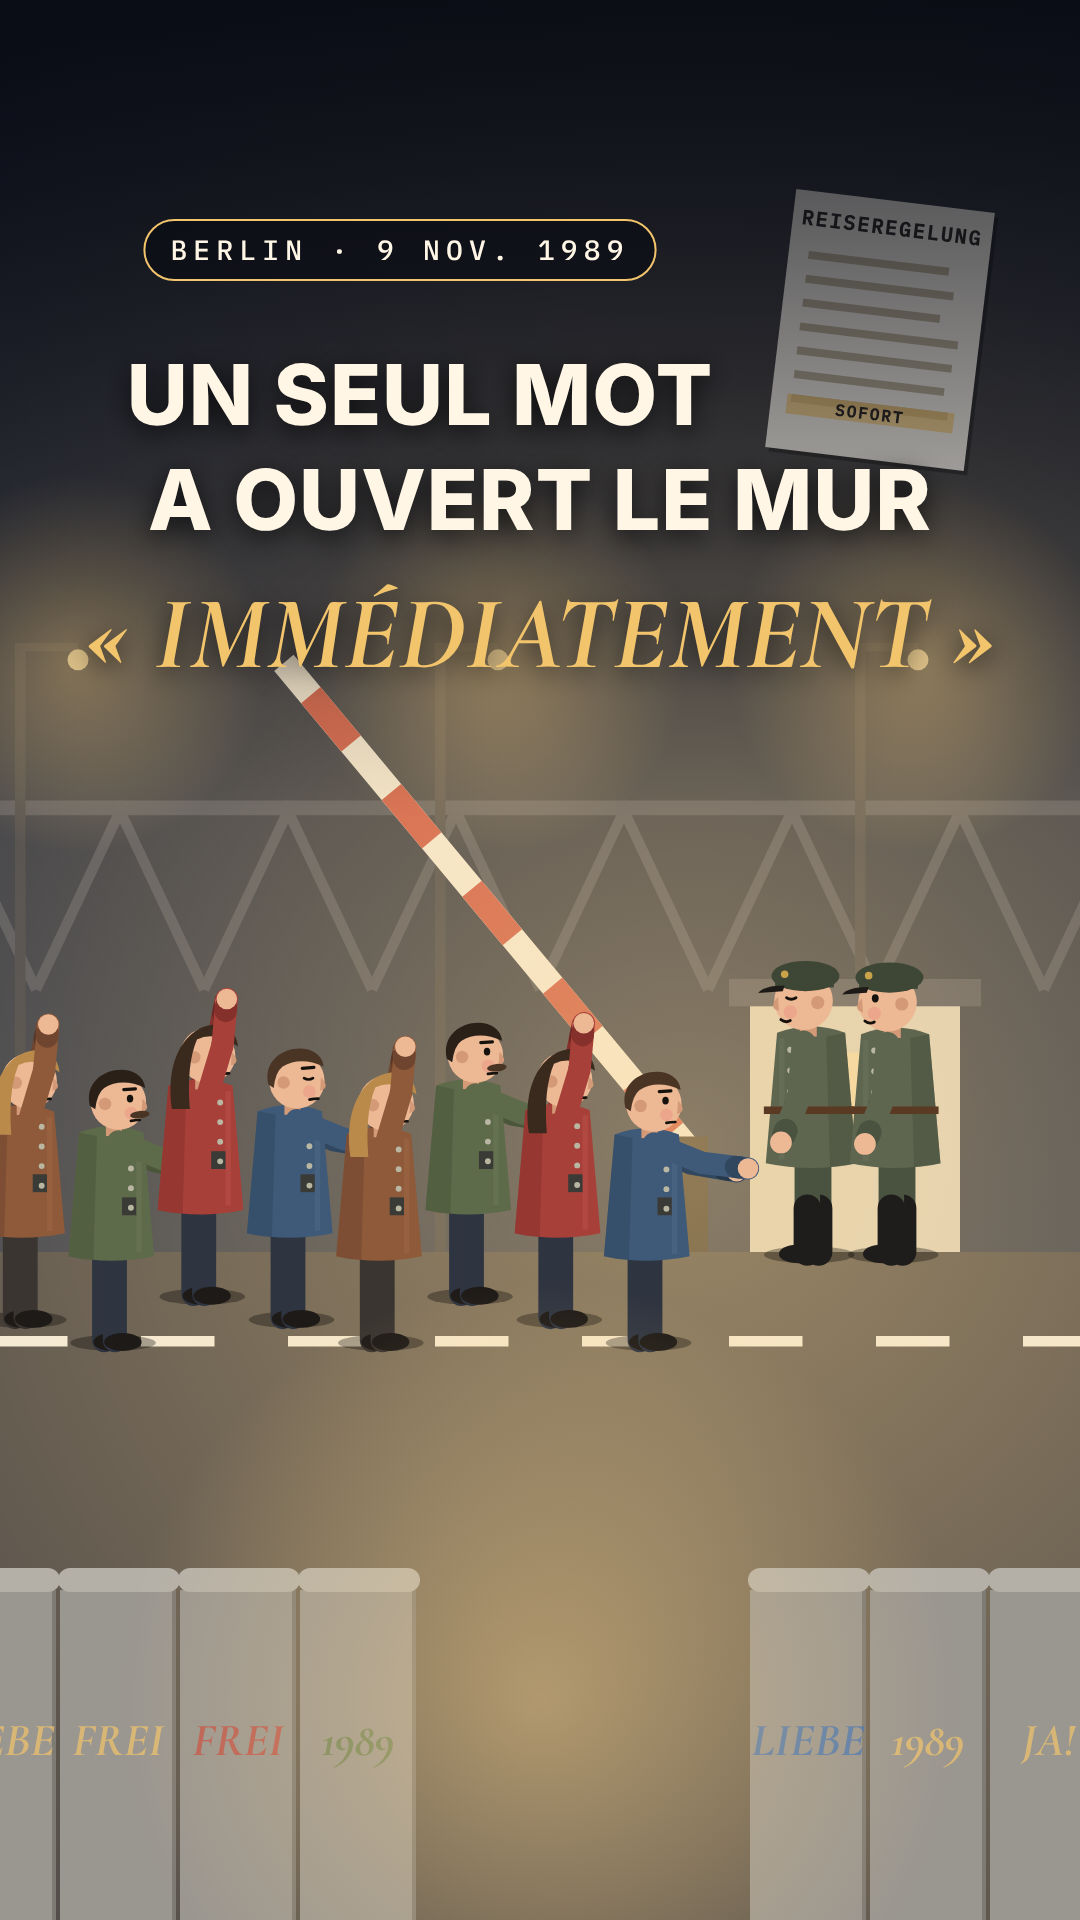 BERLIN · 9 NOV. 1989
REISEREGELUNG
SOFORT
UN SEUL MOT
A OUVERT LE MUR
« IMMÉDIATEMENT »
EBE FREI FREI 1989 LIEBE 1989 JA!